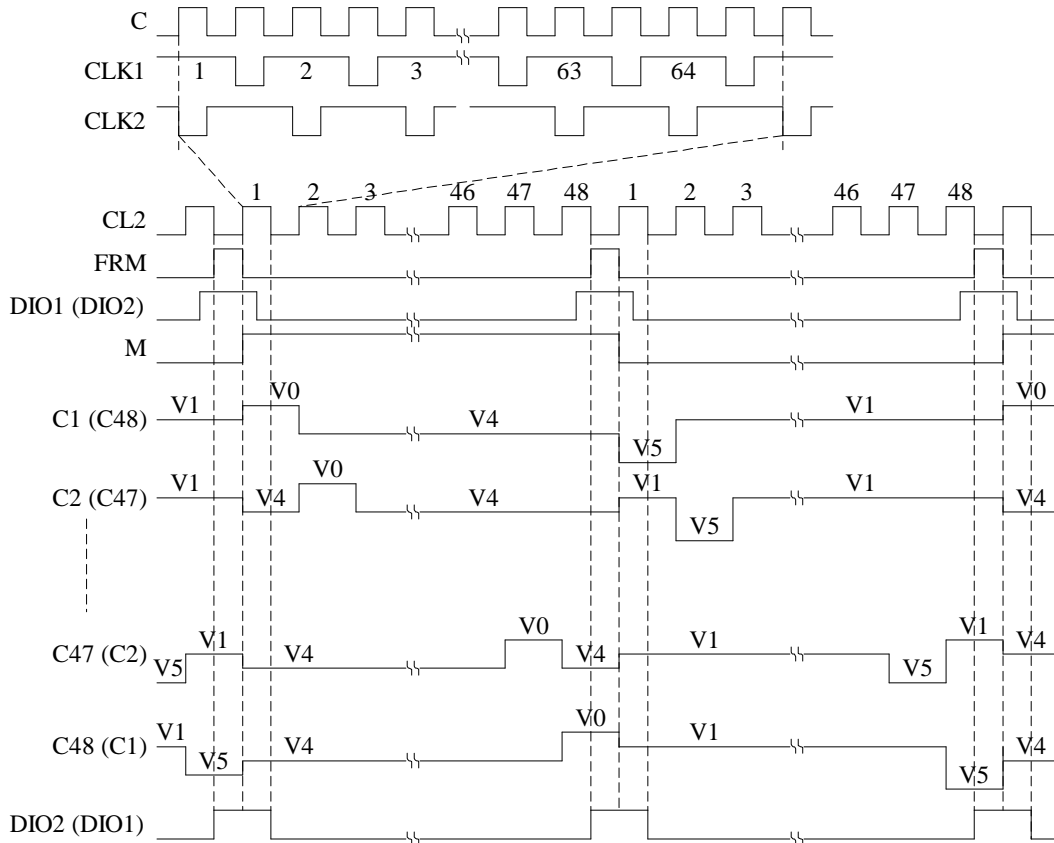 C
CLK1 1 2 3 63 64
CLK2
1 2 3 46 47 48 1 2 3 46 47 48
CL2
FRM
DIO1 (DIO2)
M
V0 V0
C1 (C48) V1 V4 V5 V1
V0
C2 (C47) V1 V4 V4 V1 V5 V1 V4
V0
C47 (C2) V5 V1 V4 V4 V1 V5 V1 V4
V0
C48 (C1) V1 V5 V4 V1 V5 V4
DIO2 (DIO1)